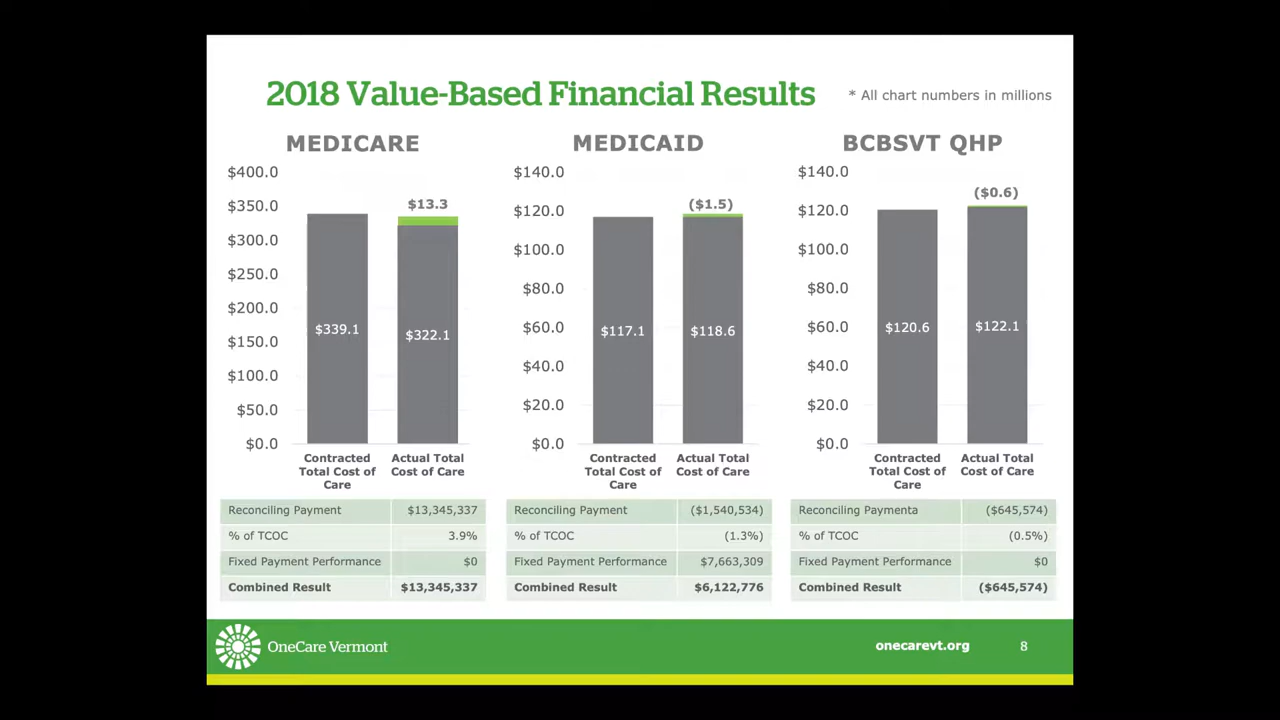 2018 Value-Based Financial Results
* All chart numbers in millions
MEDICARE
$400.0
$350.0
$300.0
$250.0
$200.0
$150.0
$100.0
$50.0
$0.0
$13.3
$339.1
$322.1
Contracted
Total Cost of
Care
Actual Total
Cost of Care
Reconciling Payment $13,345,337
% of TCOC 3.9%
Fixed Payment Performance $0
Combined Result $13,345,337
MEDICAID
$140.0
$120.0
$100.0
$80.0
$60.0
$40.0
$20.0
$0.0
($1.5)
$117.1
$118.6
Contracted
Total Cost of
Care
Actual Total
Cost of Care
Reconciling Payment ($1,540,534)
% of TCOC (1.3%)
Fixed Payment Performance $7,663,309
Combined Result $6,122,776
BCBSVT QHP
$140.0
$120.0
$100.0
$80.0
$60.0
$40.0
$20.0
$0.0
($0.6)
$120.6
$122.1
Contracted
Total Cost of
Care
Actual Total
Cost of Care
Reconciling Paymenta ($645,574)
% of TCOC (0.5%)
Fixed Payment Performance $0
Combined Result ($645,574)
OneCare Vermont
onecarevt.org
8